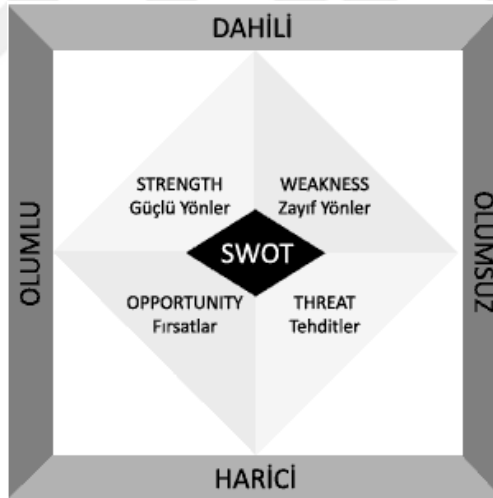 DAHİLİ
STRENGTH
Güçlü Yönler
WEAKNESS
Zayıf Yönler
OLUMLU
SWOT
OLUMSUZ
OPPORTUNITY
Fırsatlar
THREAT
Tehditler
HARİCİ